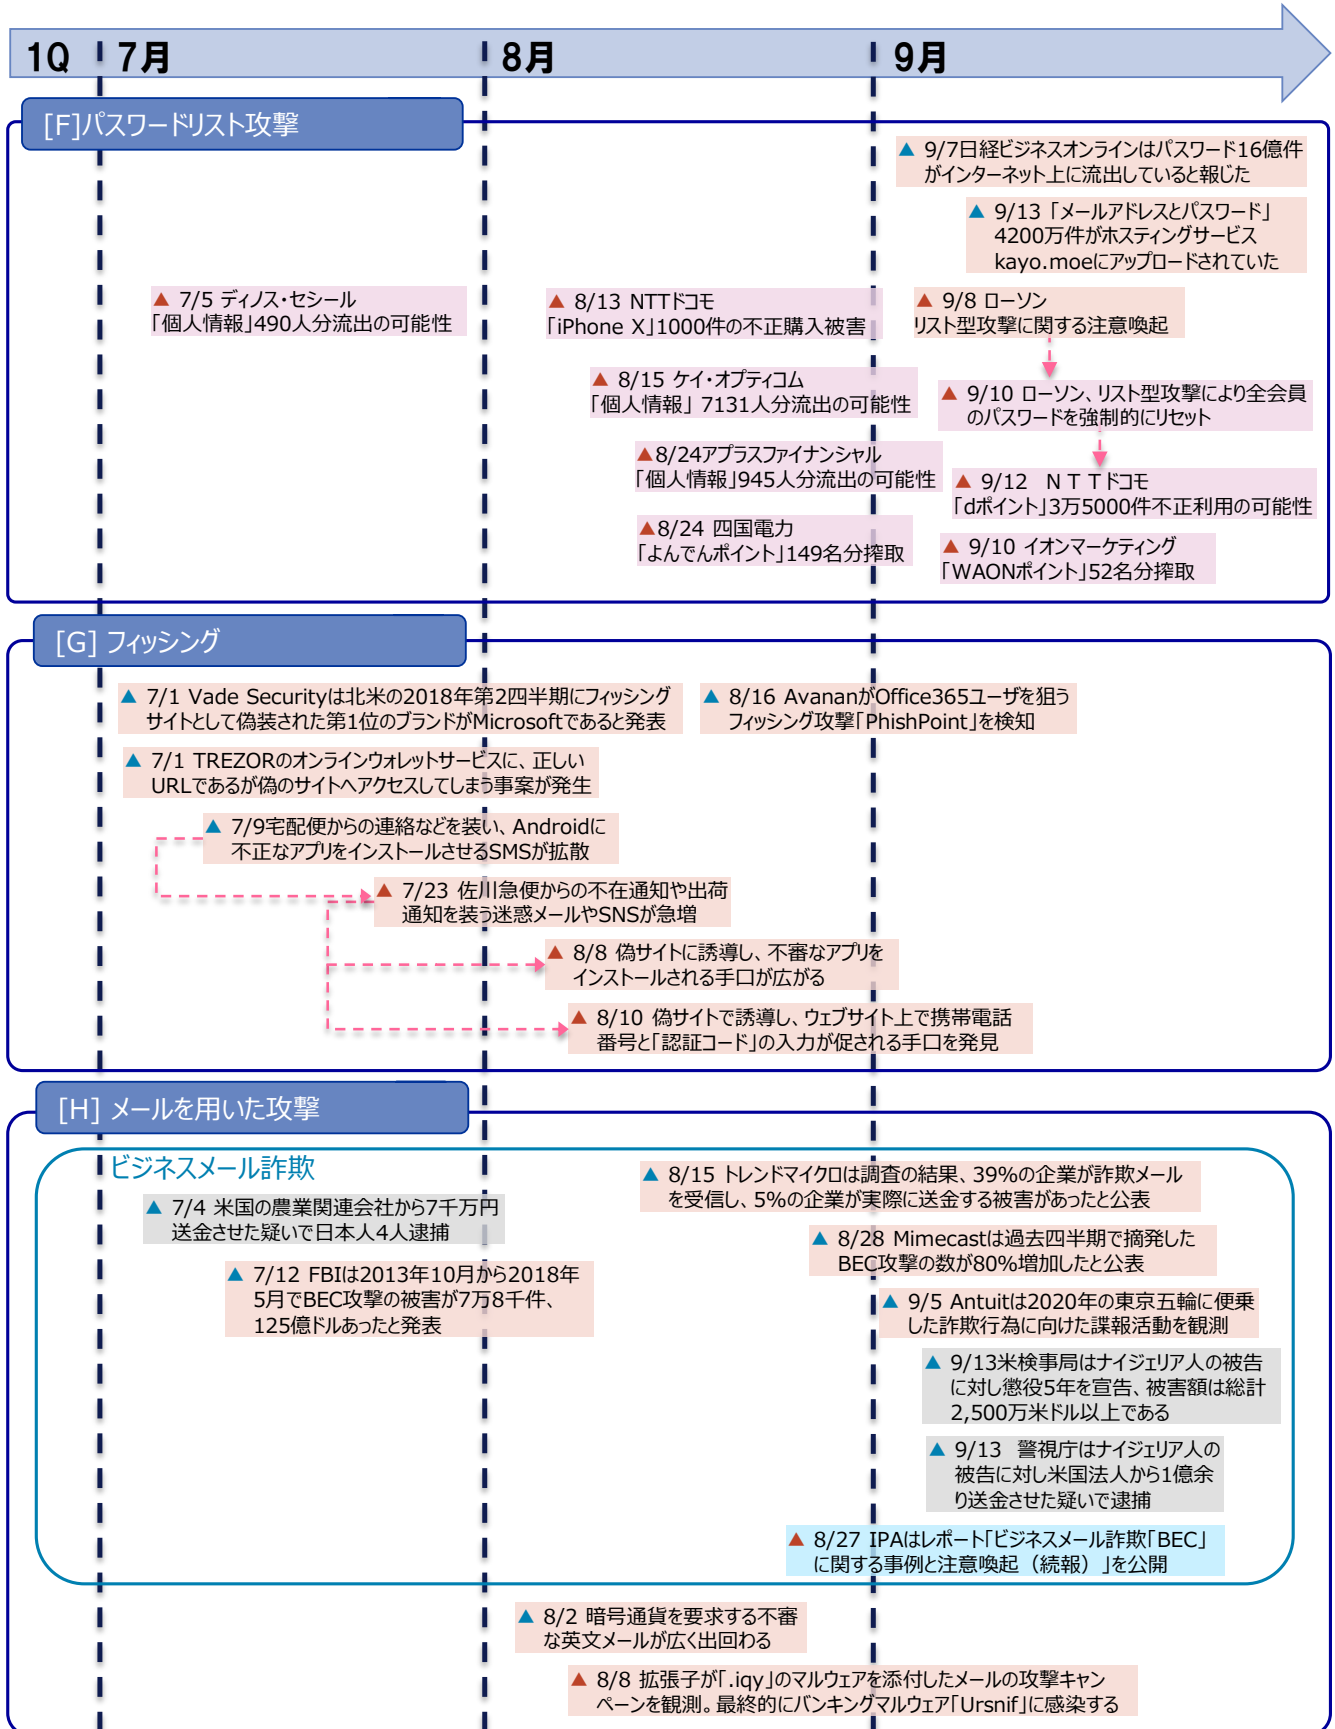 1Q
7月
8月
9月
[F]パスワードリスト攻撃
▲ 9/7日経ビジネスオンラインはパスワード16億件
がインターネット上に流出していると報じた
▲ 9/13「メールアドレスとパスワード」
4200万件がホスティングサービス
kayo.moeにアップロードされていた
▲ 7/5 ディノス・セシール
「個人情報」490人分流出の可能性
▲ 8/13 NTTドコモ
「iPhone X」1000件の不正購入被害
▲ 9/8 ローソン
リスト型攻撃に関する注意喚起
▲ 8/15 ケイ・オプティコム
「個人情報」 7131人分流出の可能性
▲ 9/10 ローソン、リスト型攻撃により全会員
のパスワードを強制的にリセット
▲8/24アプラスファイナンシャル
「個人情報」945人分流出の可能性
▲ 9/12　ＮＴＴドコモ
「dポイント」3万5000件不正利用の可能性
▲8/24 四国電力
「よんでんポイント」149名分搾取
▲ 9/10 イオンマーケティング
「WAONポイント」52名分搾取
[G] フィッシング
▲ 7/1 Vade Securityは北米の2018年第2四半期にフィッシング
サイトとして偽装された第1位のブランドがMicrosoftであると発表
▲ 8/16 AvananがOffice365ユーザを狙う
フィッシング攻撃「PhishPoint」を検知
▲ 7/1 TREZORのオンラインウォレットサービスに、正しい
URLであるが偽のサイトへアクセスしてしまう事案が発生
▲ 7/9宅配便からの連絡などを装い、Androidに
不正なアプリをインストールさせるSMSが拡散
▲ 7/23 佐川急便からの不在通知や出荷
通知を装う迷惑メールやSNSが急増
▲ 8/8 偽サイトに誘導し、不審なアプリを
インストールされる手口が広がる
▲ 8/10 偽サイトで誘導し、ウェブサイト上で携帯電話
番号と「認証コード」の入力が促される手口を発見
[H] メールを用いた攻撃
ビジネスメール詐欺
▲ 8/15 トレンドマイクロは調査の結果、39%の企業が詐欺メール
を受信し、5%の企業が実際に送金する被害があったと公表
▲ 7/4 米国の農業関連会社から7千万円
送金させた疑いで日本人4人逮捕
▲ 8/28 Mimecastは過去四半期で摘発した
BEC攻撃の数が80%増加したと公表
▲ 7/12 FBIは2013年10月から2018年
5月でBEC攻撃の被害が7万8千件、
125億ドルあったと発表
▲ 9/5 Antuitは2020年の東京五輪に便乗
した詐欺行為に向けた諜報活動を観測
▲ 9/13米検事局はナイジェリア人の被告
に対し懲役5年を宣告、被害額は総計
2,500万米ドル以上である
▲ 9/13　警視庁はナイジェリア人の
被告に対し米国法人から1億余
り送金させた疑いで逮捕
▲ 8/27 IPAはレポート「ビジネスメール詐欺「BEC」
に関する事例と注意喚起（続報）」を公開
▲ 8/2 暗号通貨を要求する不審
な英文メールが広く出回わる
▲ 8/8 拡張子が「.iqy」のマルウェアを添付したメールの攻撃キャン
ペーンを観測。最終的にバンキングマルウェア「Ursnif」に感染する